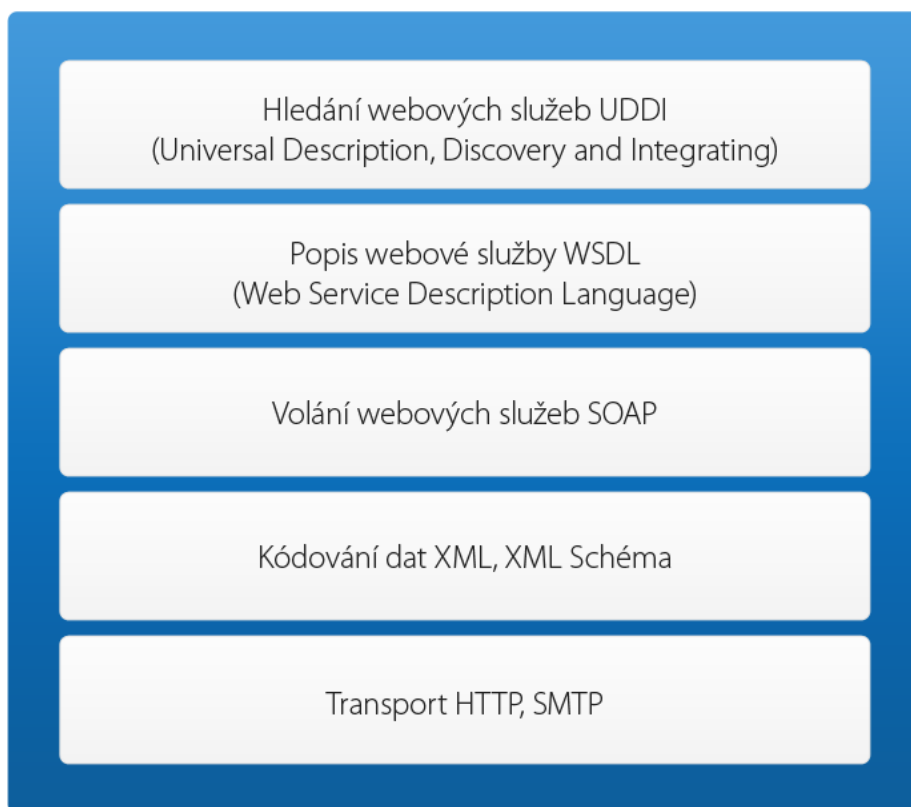 Hledání webových služeb UDDI
(Universal Description, Discovery and Integrating)
Popis webové služby WSDL
(Web Service Description Language)
Volání webových služeb SOAP
Kódování dat XML, XML Schéma
Transport HTTP, SMTP